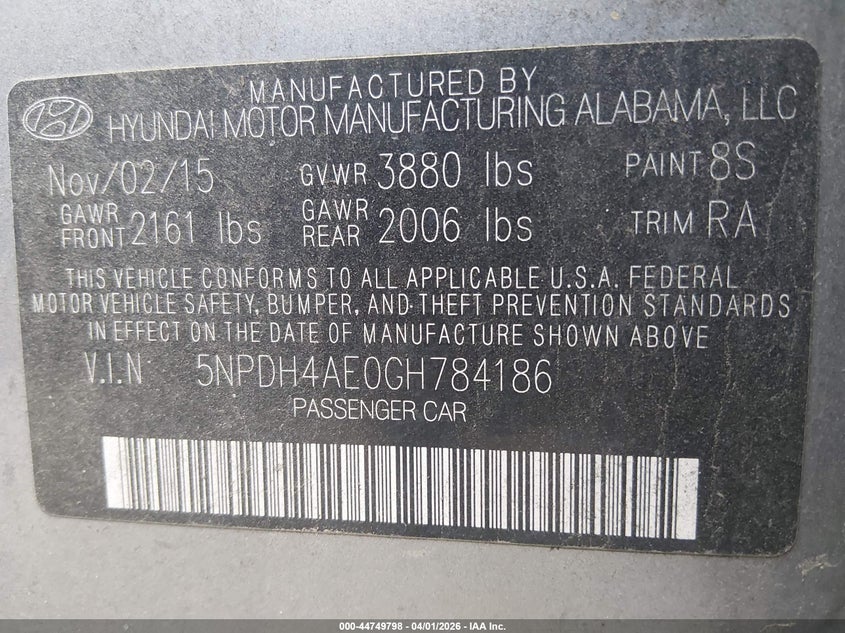 MANUFACTURED BY
HYUNDAI MOTOR MANUFACTURING ALABAMA, LLC
Nov/02/15 GVWR 3880 lbs PAINT 8S
GAWR FRONT 2161 lbs GAWR REAR 2006 lbs TRIM RA
THIS VEHICLE CONFORMS TO ALL APPLICABLE U.S.A. FEDERAL
MOTOR VEHICLE SAFETY, BUMPER, AND THEFT PREVENTION STANDARDS
IN EFFECT ON THE DATE OF MANUFACTURE SHOWN ABOVE
V.I.N 5NPDH4AE0GH784186
PASSENGER CAR
000-44749798 - 04/01/2026 - IAA Inc.